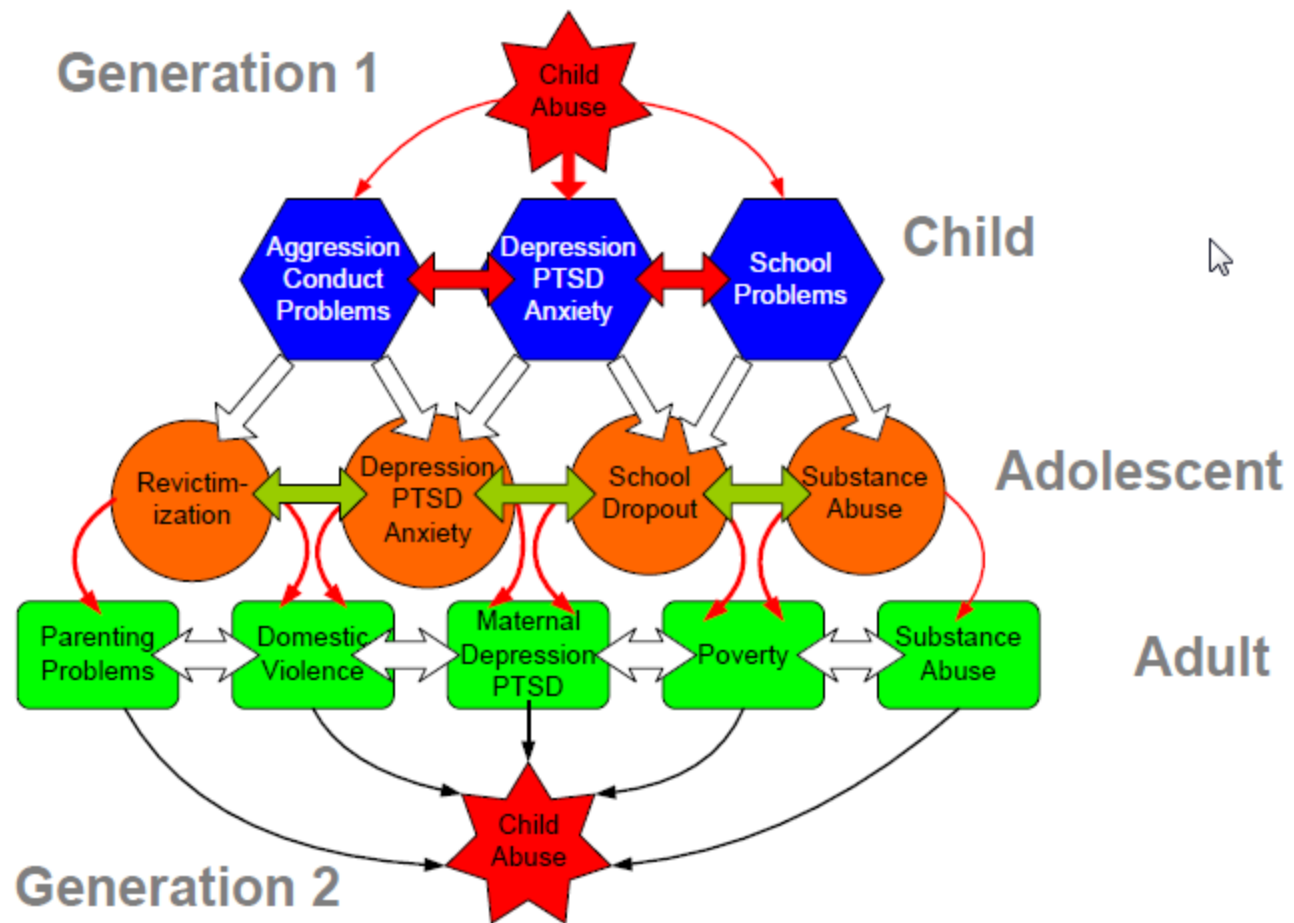 Generation 1
Child
Abuse
Child
Aggression
Conduct
Problems
Depression
PTSD
Anxiety
School
Problems
Adolescent
Revictim-
ization
Depression
PTSD
Anxiety
School
Dropout
Substance
Abuse
Adult
Parenting
Problems
Domestic
Violence
Maternal
Depression
PTSD
Poverty
Substance
Abuse
Child
Abuse
Generation 2